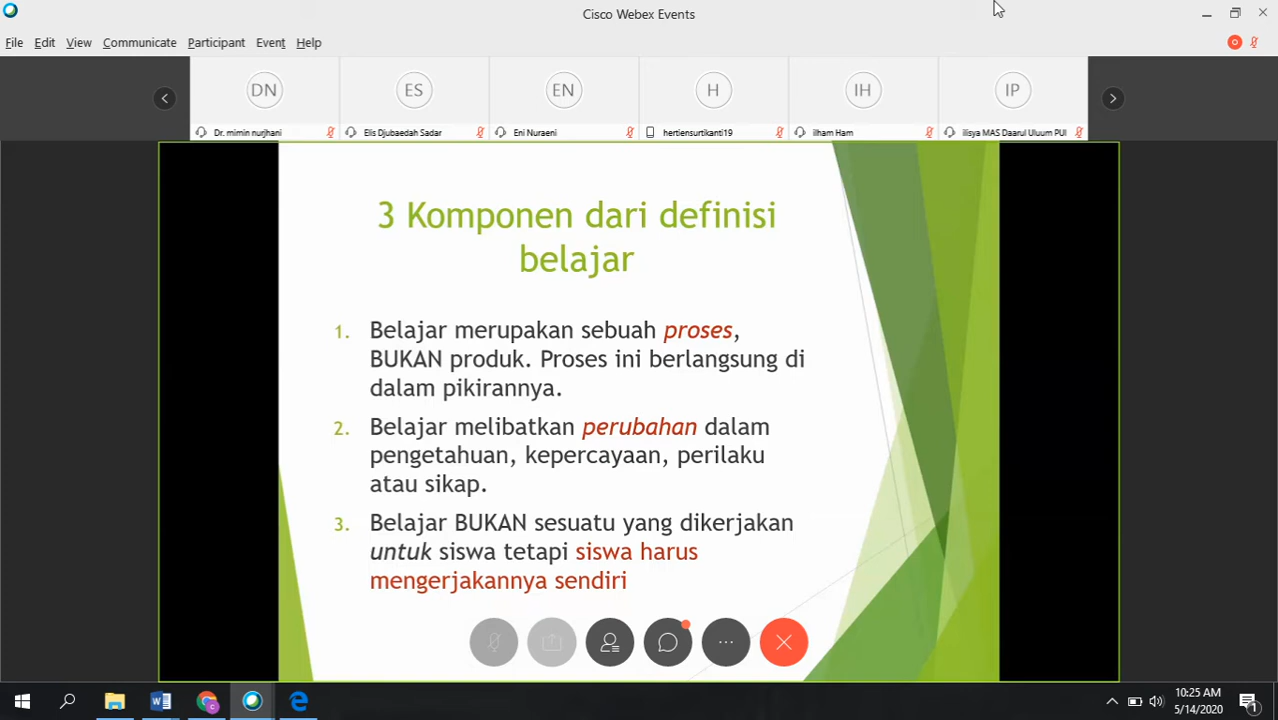 Cisco Webex Events
File Edit View Communicate Participant Event Help
DN ES EN H IH IP
Dr. mimin nurjhani Elis Djubaedah Sadar Eni Nuraeni hertiensurtikanti19 ilham Ham ilisya MAS Daarul Uluum PUI
3 Komponen dari definisi
belajar
1. Belajar merupakan sebuah proses,
BUKAN produk. Proses ini berlangsung di
dalam pikirannya.
2. Belajar melibatkan perubahan dalam
pengetahuan, kepercayaan, perilaku
atau sikap.
3. Belajar BUKAN sesuatu yang dikerjakan
untuk siswa tetapi siswa harus
mengerjakannya sendiri
10:25 AM
5/14/2020
1